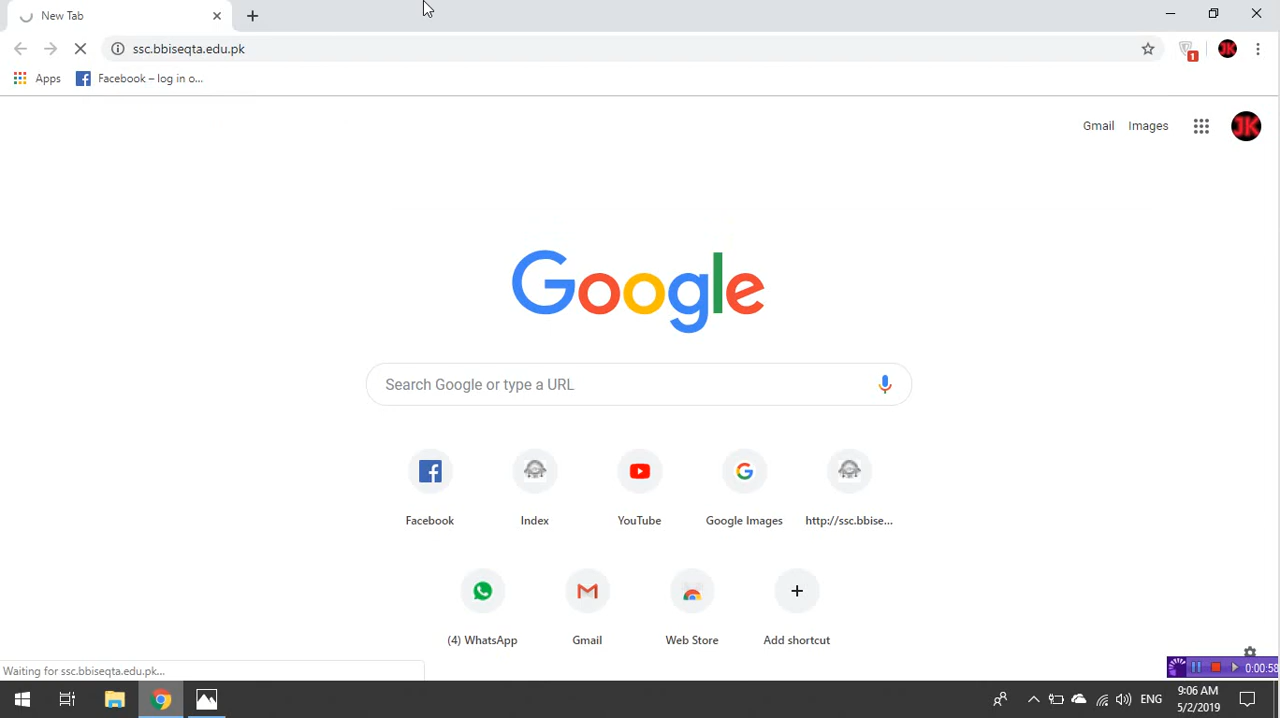 New Tab
ssc.bbiseqta.edu.pk
1
JK
Apps
Facebook – log in o...
Gmail
Images
JK
Google
Search Google or type a URL
Facebook
Index
YouTube
Google Images
http://ssc.bbise...
(4) WhatsApp
Gmail
Web Store
Add shortcut
Waiting for ssc.bbiseqta.edu.pk...
0:00:58
ENG
9:06 AM
5/2/2019